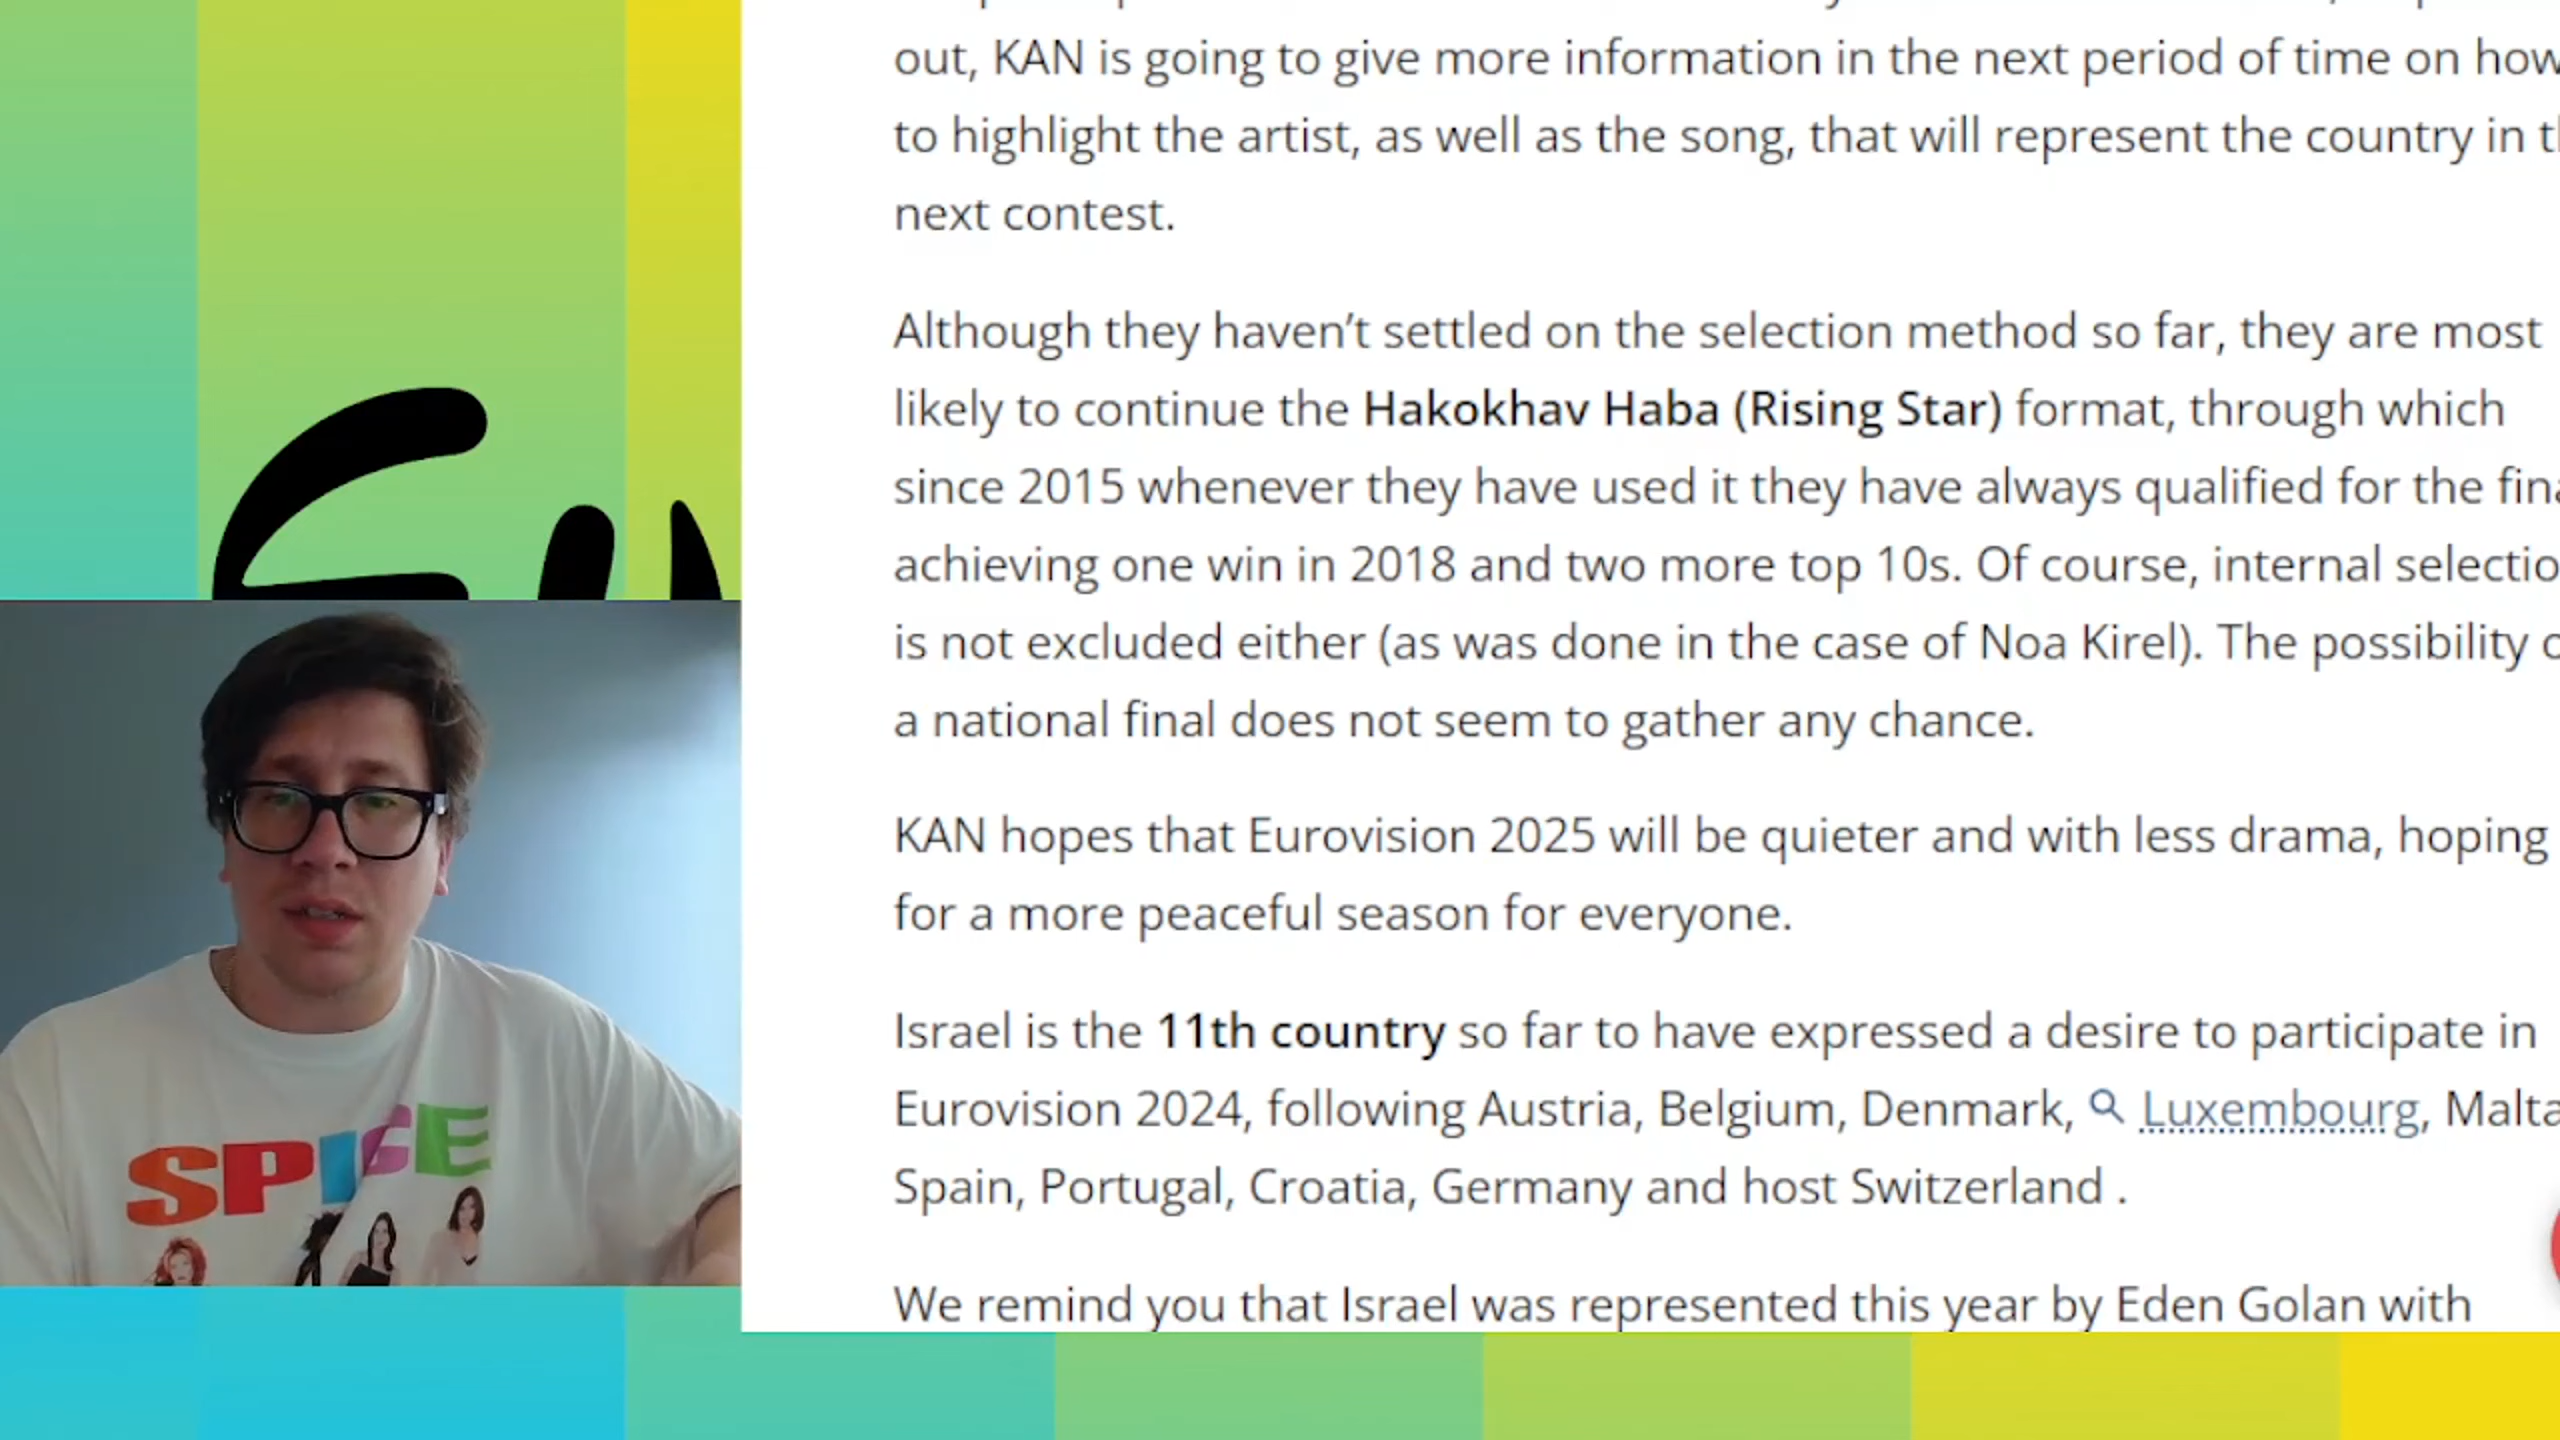 out, KAN is going to give more information in the next period of time on how
to highlight the artist, as well as the song, that will represent the country in
next contest.
Although they haven't settled on the selection method so far, they are most
likely to continue the Hakokhav Haba (Rising Star) format, through which
since 2015 whenever they have used it they have always qualified for the
achieving one win in 2018 and two more top 10s. Of course, internal
is not excluded either (as was done in the case of Noa Kirel). The possibility
a national final does not seem to gather any chance.
KAN hopes that Eurovision 2025 will be quieter and with less drama, hoping
for a more peaceful season for everyone.
Israel is the 11th country so far to have expressed a desire to participate in
Eurovision 2024, following Austria, Belgium, Denmark, Luxembourg, Malta
Spain, Portugal, Croatia, Germany and host Switzerland .
We remind you that Israel was represented this year by Eden Golan with
SPICE